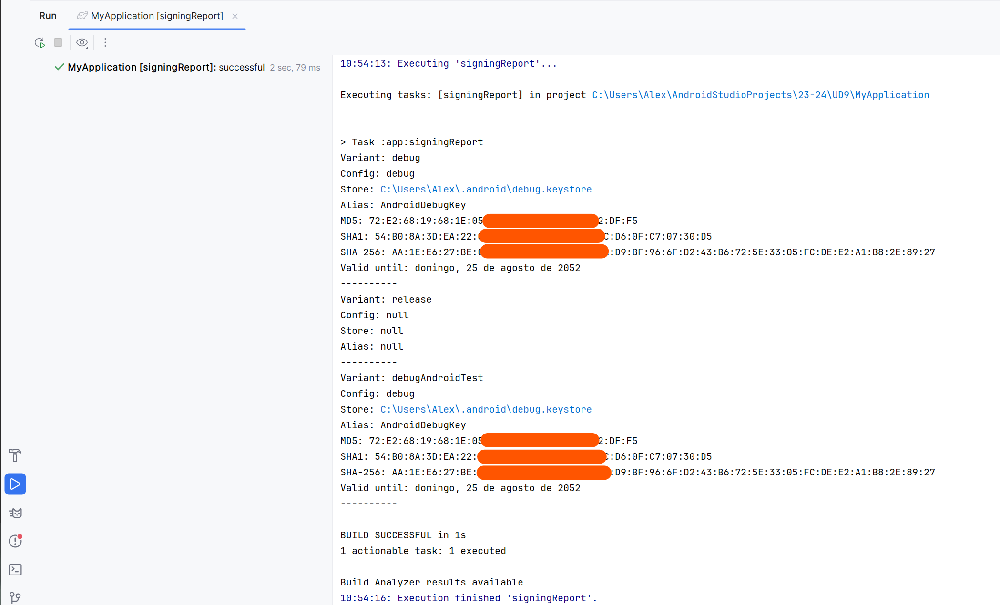 Run
MyApplication [signingReport]
MyApplication [signingReport]: successful 2 sec, 79 ms
10:54:13: Executing 'signingReport'...
Executing tasks: [signingReport] in project C:\Users\Alex\AndroidStudioProjects\23-24\UD9\MyApplication
> Task :app:signingReport
Variant: debug
Config: debug
Store: C:\Users\Alex\.android\debug.keystore
Alias: AndroidDebugKey
MD5: 72:E2:68:19:68:1E:05 2:DF:F5
SHA1: 54:B0:8A:3D:EA:22: C:D6:0F:C7:07:30:D5
SHA-256: AA:1E:E6:27:BE: :D9:BF:96:6F:D2:43:B6:72:5E:33:05:FC:DE:E2:A1:B8:2E:89:27
Valid until: domingo, 25 de agosto de 2052
----------
Variant: release
Config: null
Store: null
Alias: null
----------
Variant: debugAndroidTest
Config: debug
Store: C:\Users\Alex\.android\debug.keystore
Alias: AndroidDebugKey
MD5: 72:E2:68:19:68:1E:05 2:DF:F5
SHA1: 54:B0:8A:3D:EA:22: C:D6:0F:C7:07:30:D5
SHA-256: AA:1E:E6:27:BE: :D9:BF:96:6F:D2:43:B6:72:5E:33:05:FC:DE:E2:A1:B8:2E:89:27
Valid until: domingo, 25 de agosto de 2052
----------
BUILD SUCCESSFUL in 1s
1 actionable task: 1 executed
Build Analyzer results available
10:54:16: Execution finished 'signingReport'.